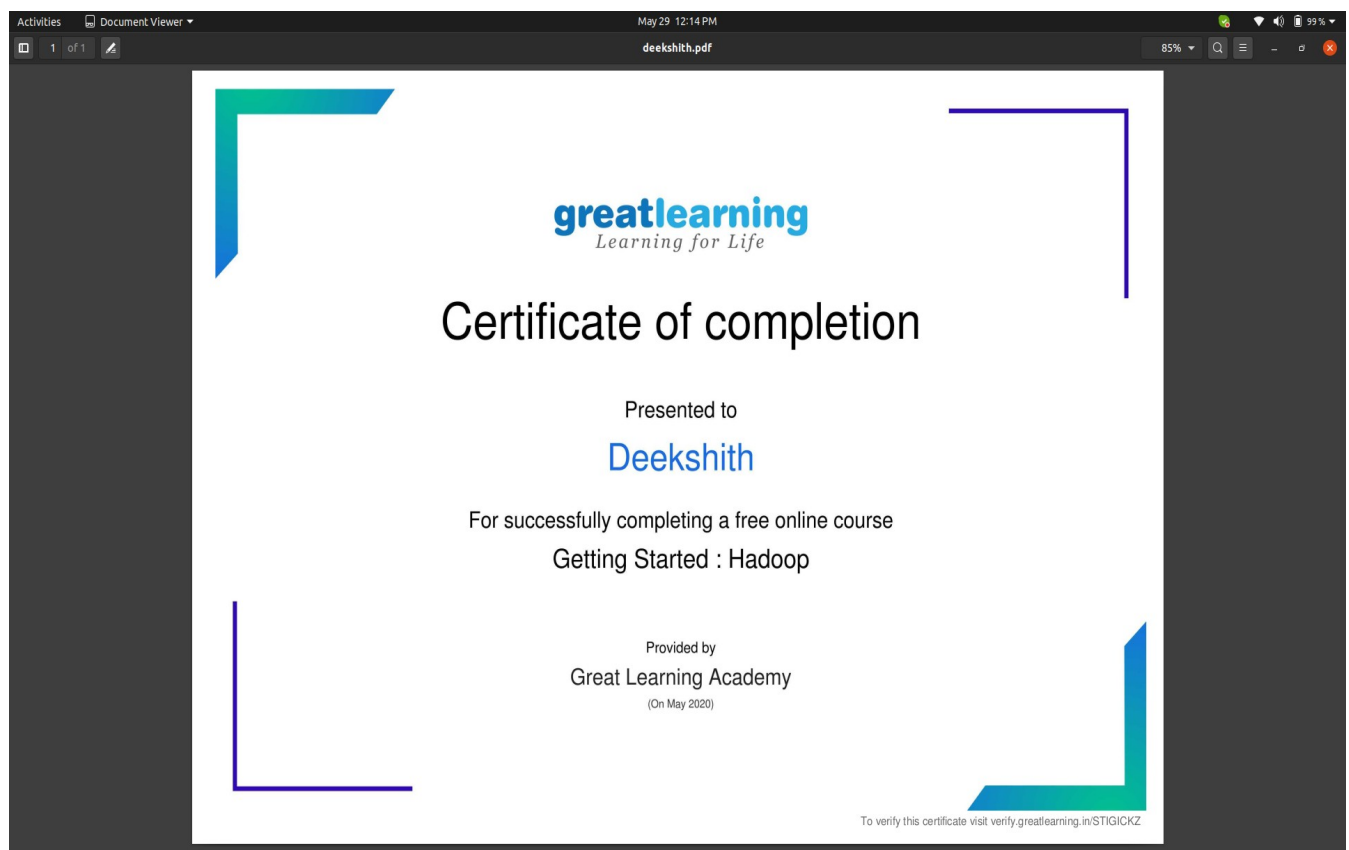 Activities Document Viewer May 29 12:14 PM 99 %
1 of 1 deekshith.pdf 85%
greatlearning
Learning for Life
Certificate of completion
Presented to
Deekshith
For successfully completing a free online course
Getting Started : Hadoop
Provided by
Great Learning Academy
(On May 2020)
To verify this certificate visit verify.greatlearning.in/STIGICKZ